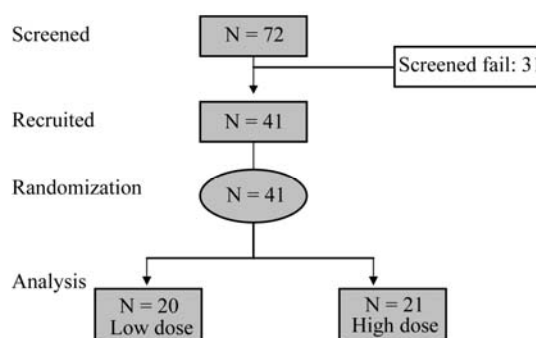 Screened
N = 72
Screened fail: 31
Recruited
N = 41
Randomization
N = 41
Analysis
N = 20
Low dose
N = 21
High dose